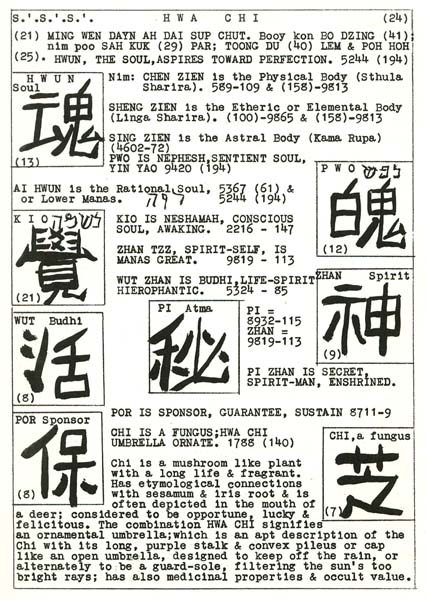 S.'.S.'.S.'. HWA CHI (24)
(21) MING WEN DAYN AH DAI SUP CHUT. Booy kon BO DZING (41);
nim poo SAH KUK (29) PAR; TOONG DU (40) LEM & POH HOH
(25). HWUN, THE SOUL,ASPIRES TOWARD PERFECTION. 5244 (194)
HWUN
Soul
魂
(13)
Nim: CHEN ZIEN is the Physical Body (Sthula
Sharira). 589-109 & (158)-9813
SHENG ZIEN is the Etheric or Elemental Body
(Linga Sharira). (100)-9865 & (158)-9813
SING ZIEN is the Astral Body (Kama Rupa)
(4602-72)
PWO IS NEPHESH,SENTIENT SOUL,
YIN YAO 9420 (194)
PWO נפש
魄
(12)
AI HWUN is the Rational Soul, 5367 (61) &
or Lower Manas. 5244 (194)
KIO נשמה
覺
(21)
KIO IS NESHAMAH, CONSCIOUS
SOUL, AWAKING. 2216 - 147
ZHAN TZZ, SPIRIT-SELF, IS
MANAS GREAT. 9819 - 113
WUT ZHAN IS BUDHI,LIFE-SPIRIT
HIEROPHANTIC. 5324 - 85
ZHAN Spirit
神
(9)
WUT Budhi
活
(8)
PI Atma
秘
PI =
8932-115
ZHAN =
9819-113
PI ZHAN IS SECRET,
SPIRIT-MAN, ENSHRINED.
POR Sponsor
保
(8)
POR IS SPONSOR, GUARANTEE, SUSTAIN 8711-9
CHI IS A FUNGUS;HWA CHI
UMBRELLA ORNATE. 1788 (140)
CHI,a fungus
芝
(7)
Chi is a mushroom like plant
with a long life & fragrant.
Has etymological connections
with sesamum & iris root & is
often depicted in the mouth of
a deer; considered to be opportune, lucky &
felicitous. The combination HWA CHI signifies
an ornamental umbrella;which is an apt description of the
Chi with its long, purple stalk & convex pileus or cap
like an open umbrella, designed to keep off the rain, or
alternately to be a guard-sole, filtering the sun's too
bright rays; has also medicinal properties & occult value.